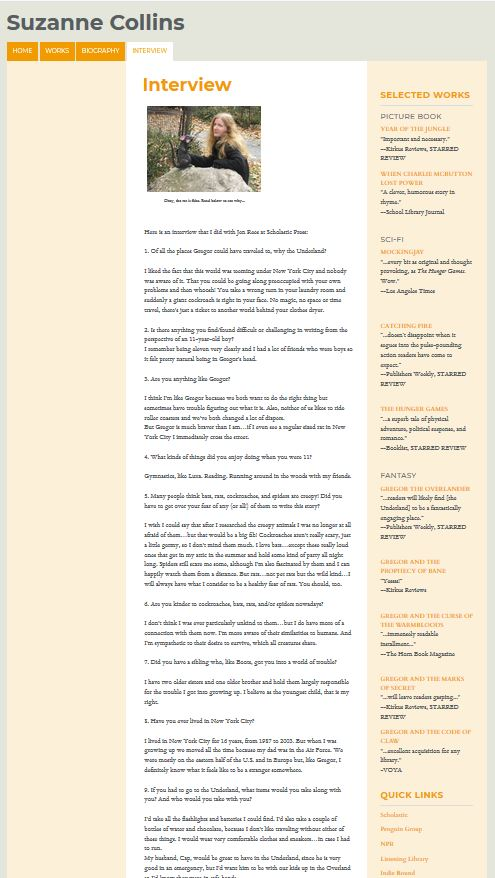 Suzanne Collins
HOME
WORKS
BIOGRAPHY
INTERVIEW
Interview
Okay, the rat is fake. Read below to see why...
Here is an interview that I did with Jon Ross at Scholastic Press:
1. Of all the places Gregor could have traveled to, why the Underland?
I liked the fact that this world was teeming under New York City and nobody
was aware of it. That you could be going along preoccupied with your own
problems and then whoosh! You take a wrong turn in your laundry room and
suddenly a giant cockroach is right in your face. No magic, no space or time
travel, there's just a ticket to another world behind your clothes dryer.
2. Is there anything you find/found difficult or challenging in writing from the
perspective of an 11-year-old boy?
I remember being eleven very clearly and I had a lot of friends who were boys so
it felt pretty natural being in Gregor's head.
3. Are you anything like Gregor?
I think I'm like Gregor because we both want to do the right thing but
sometimes have trouble figuring out what it is. Also, neither of us likes to ride
roller coasters and we've both changed a lot of diapers.
But Gregor is much braver than I am...if I even see a regular sized rat in New
York City I immediately cross the street.
4. What kinds of things did you enjoy doing when you were 11?
Gymnastics, like Luxa. Reading. Running around in the woods with my friends.
5. Many people think bats, rats, cockroaches, and spiders are creepy! Did you
have to get over your fear of any (or all) of them to write this story?
I wish I could say that after I researched the creepy animals I was no longer at all
afraid of them...but that would be a big fib! Cockroaches aren't really scary, just
a little germy, so I don't mind them much. I love bats...except those really loud
ones that get in my attic in the summer and hold some kind of party all night
long. Spiders still scare me, although I'm also fascinated by them and I can
happily watch them from a distance. But rats...not pet rats but the wild kind...I
will always have what I consider to be a healthy fear of rats. You should, too.
6. Are you kinder to cockroaches, bats, rats, and/or spiders nowadays?
I don't think I was ever particularly unkind to them...but I do have more of a
connection with them now. I'm more aware of their similarities to humans. And
I'm sympathetic to their desire to survive, which all creatures share.
7. Did you have a sibling who, like Boots, got you into a world of trouble?
I have two older sisters and one older brother and hold them largely responsible
for the trouble I got into growing up. I believe as the youngest child, that is my
right.
8. Have you ever lived in New York City?
I lived in New York City for 16 years, from 1987 to 2003. But when I was
growing up we moved all the time because my dad was in the Air Force. We
were mostly on the eastern half of the U.S. and in Europe but, like Gregor, I
definitely know what it feels like to be a stranger somewhere.
9. If you had to go to the Underland, what items would you take along with
you? And who would you take with you?
I'd take all the flashlights and batteries I could find. I'd also take a couple of
bottles of water and chocolate, because I don't like traveling without either of
these things. I would wear very comfortable clothes and sneakers...in case I had
to run.
My husband, Cap, would be great to have in the Underland, since he is very
good in an emergency, but I'd want him to be with our kids up in the Overland
SELECTED WORKS
PICTURE BOOK
YEAR OF THE JUNGLE
"Important and necessary."
--Kirkus Reviews, STARRED
REVIEW
WHEN CHARLIE MCBUTTON
LOST POWER
"A clever, humorous story in
rhyme."
--School Library Journal
SCI-FI
MOCKINGJAY
"...every bit as original and thought
provoking, as The Hunger Games.
Wow."
--Los Angeles Times
CATCHING FIRE
"...doesn't disappoint when it
segues into the pulse-pounding
action readers have come to
expect."
--Publishers Weekly, STARRED
REVIEW
THE HUNGER GAMES
"...a superb tale of physical
adventure, political suspense, and
romance."
--Booklist, STARRED REVIEW
FANTASY
GREGOR THE OVERLANDER
"...readers will likely find [the
Underland] to be a fantastically
engaging place."
--Publishers Weekly, STARRED
REVIEW
GREGOR AND THE
PROPHECY OF BANE
"Yessss!"
--Kirkus Reviews
GREGOR AND THE CURSE OF
THE WARMBLOODS
"...immensely readable
installment..."
--The Horn Book Magazine
GREGOR AND THE MARKS
OF SECRET
"...will leave readers gasping..."
--Kirkus Reviews, STARRED
REVIEW
GREGOR AND THE CODE OF
CLAW
"...excellent acquisition for any
library."
-VOYA
QUICK LINKS
Scholastic
Penguin Group
NPR
Listening Library
Indie Bound